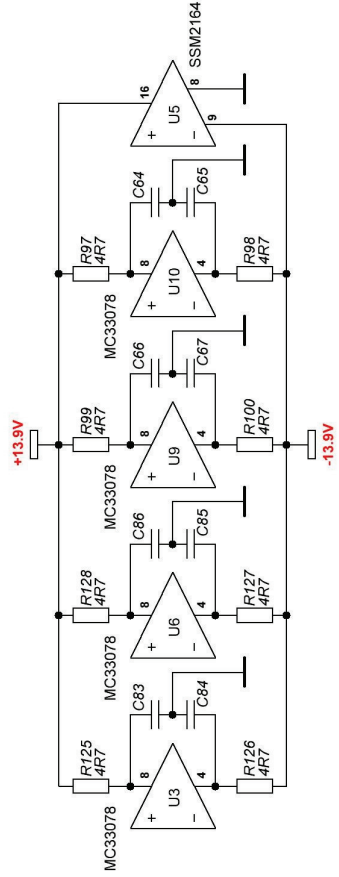 +13.9V
R125
4R7
R128
4R7
R99
4R7
R97
4R7
MC33078
8
C83
MC33078
8
C86
MC33078
8
C66
MC33078
8
C64
16
SSM2164
+
U3
−
+
U6
−
+
U9
−
+
U10
−
+
U5
−
8
9
4
C84
4
C85
4
C67
4
C65
R126
4R7
R127
4R7
R100
4R7
R98
4R7
-13.9V